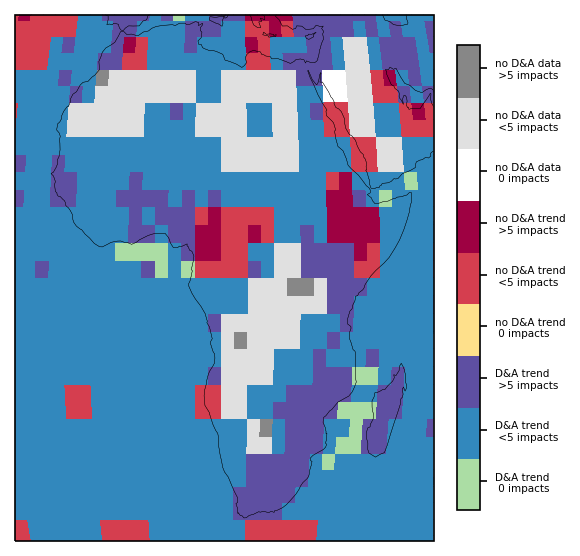 no D&A data
>5 impacts
no D&A data
<5 impacts
no D&A data
0 impacts
no D&A trend
>5 impacts
no D&A trend
<5 impacts
no D&A trend
0 impacts
D&A trend
>5 impacts
D&A trend
<5 impacts
D&A trend
0 impacts